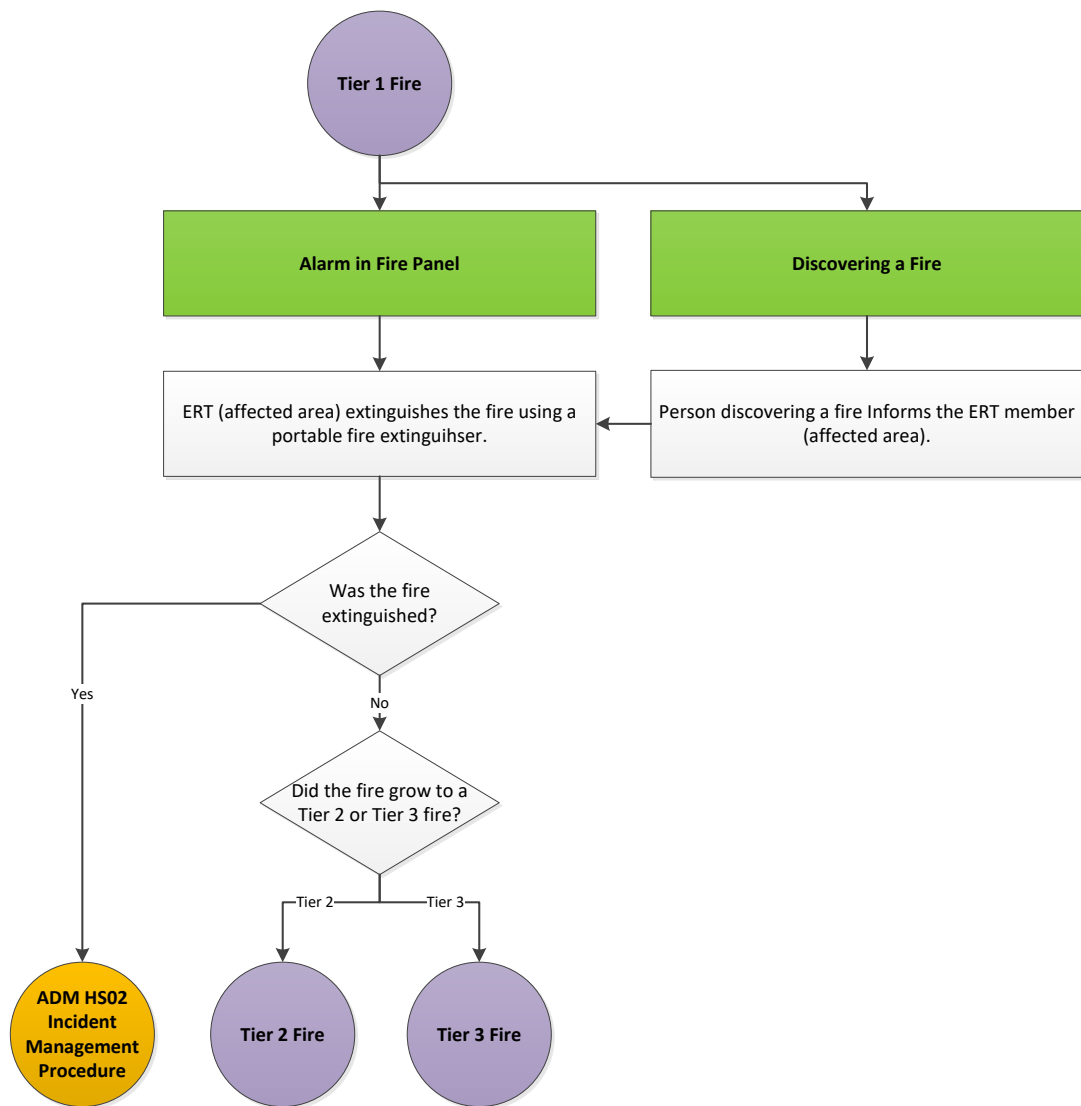 Tier 1 Fire
Alarm in Fire Panel
Discovering a Fire
ERT (affected area) extinguishes the fire using a
portable fire extinguihser.
Person discovering a fire Informs the ERT member
(affected area).
Was the fire
extinguished?
Yes
No
Did the fire grow to a
Tier 2 or Tier 3 fire?
Tier 2
Tier 3
ADM HS02
Incident
Management
Procedure
Tier 2 Fire
Tier 3 Fire